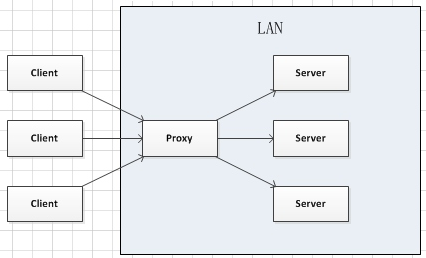 LAN
Client
Server
Client
Proxy
Server
Client
Server